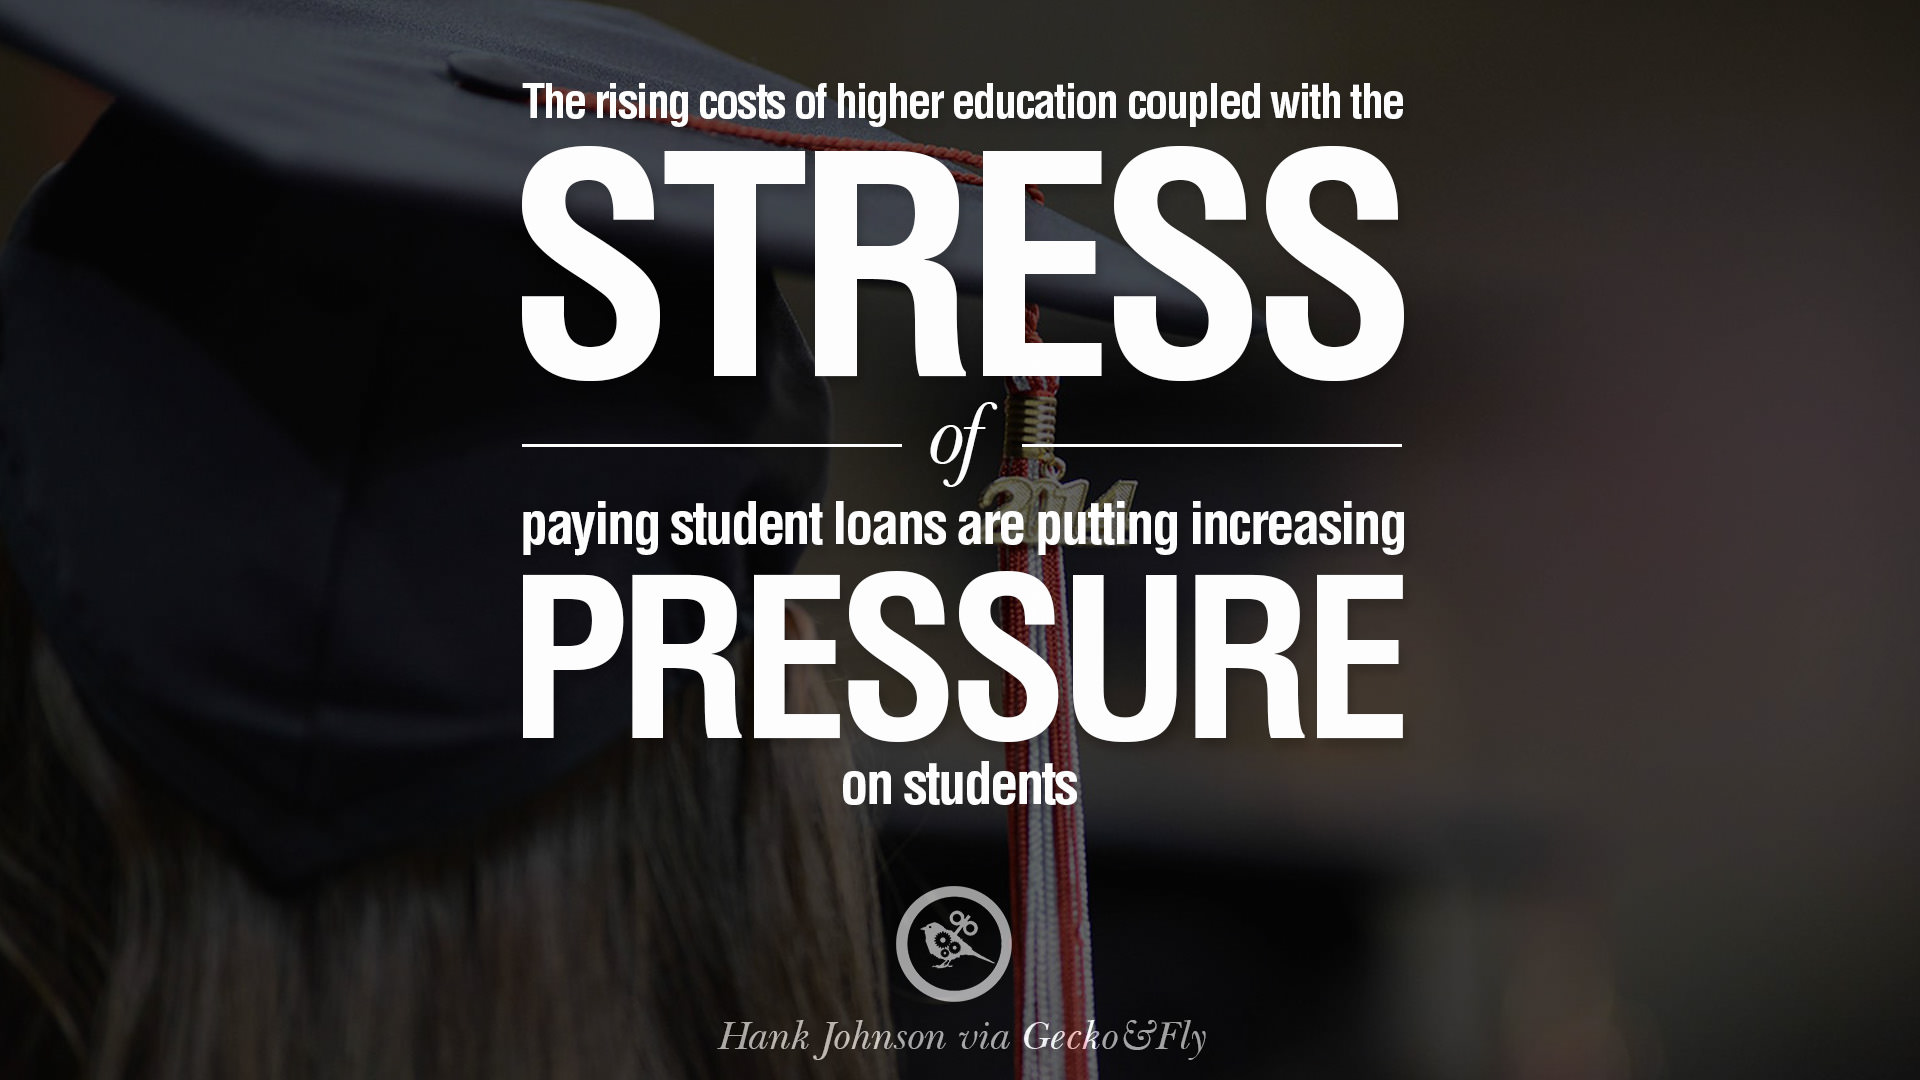 The rising costs of higher education coupled with the
STRESS
of
2014
paying student loans are putting increasing
PRESSURE
on students
Hank Johnson via Gecko&Fly